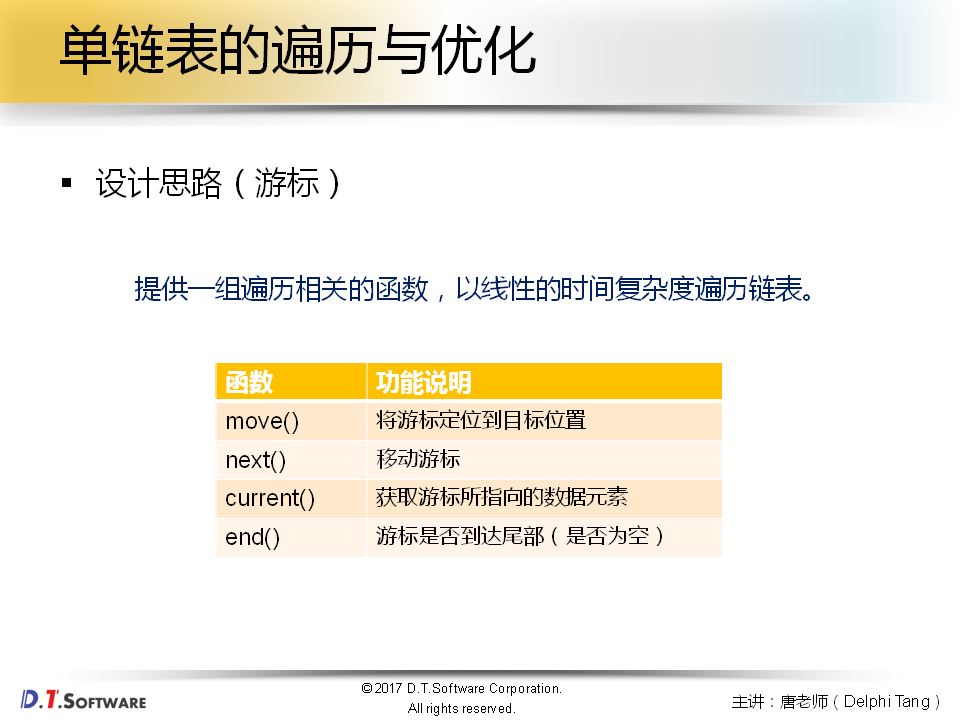 单链表的遍历与优化
▪ 设计思路（游标）
提供一组遍历相关的函数，以线性的时间复杂度遍历链表。
函数 功能说明
move() 将游标定位到目标位置
next() 移动游标
current() 获取游标所指向的数据元素
end() 游标是否到达尾部（是否为空）
D.T.SOFTWARE
©2017 D.T.Software Corporation.
All rights reserved.
主讲：唐老师（Delphi Tang）